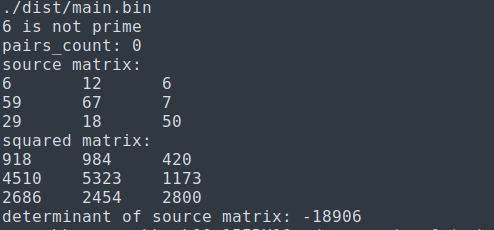 ./dist/main.bin
6 is not prime
pairs_count: 0
source matrix:
6 12 6
59 67 7
29 18 50
squared matrix:
918 984 420
4510 5323 1173
2686 2454 2800
determinant of source matrix: -18906